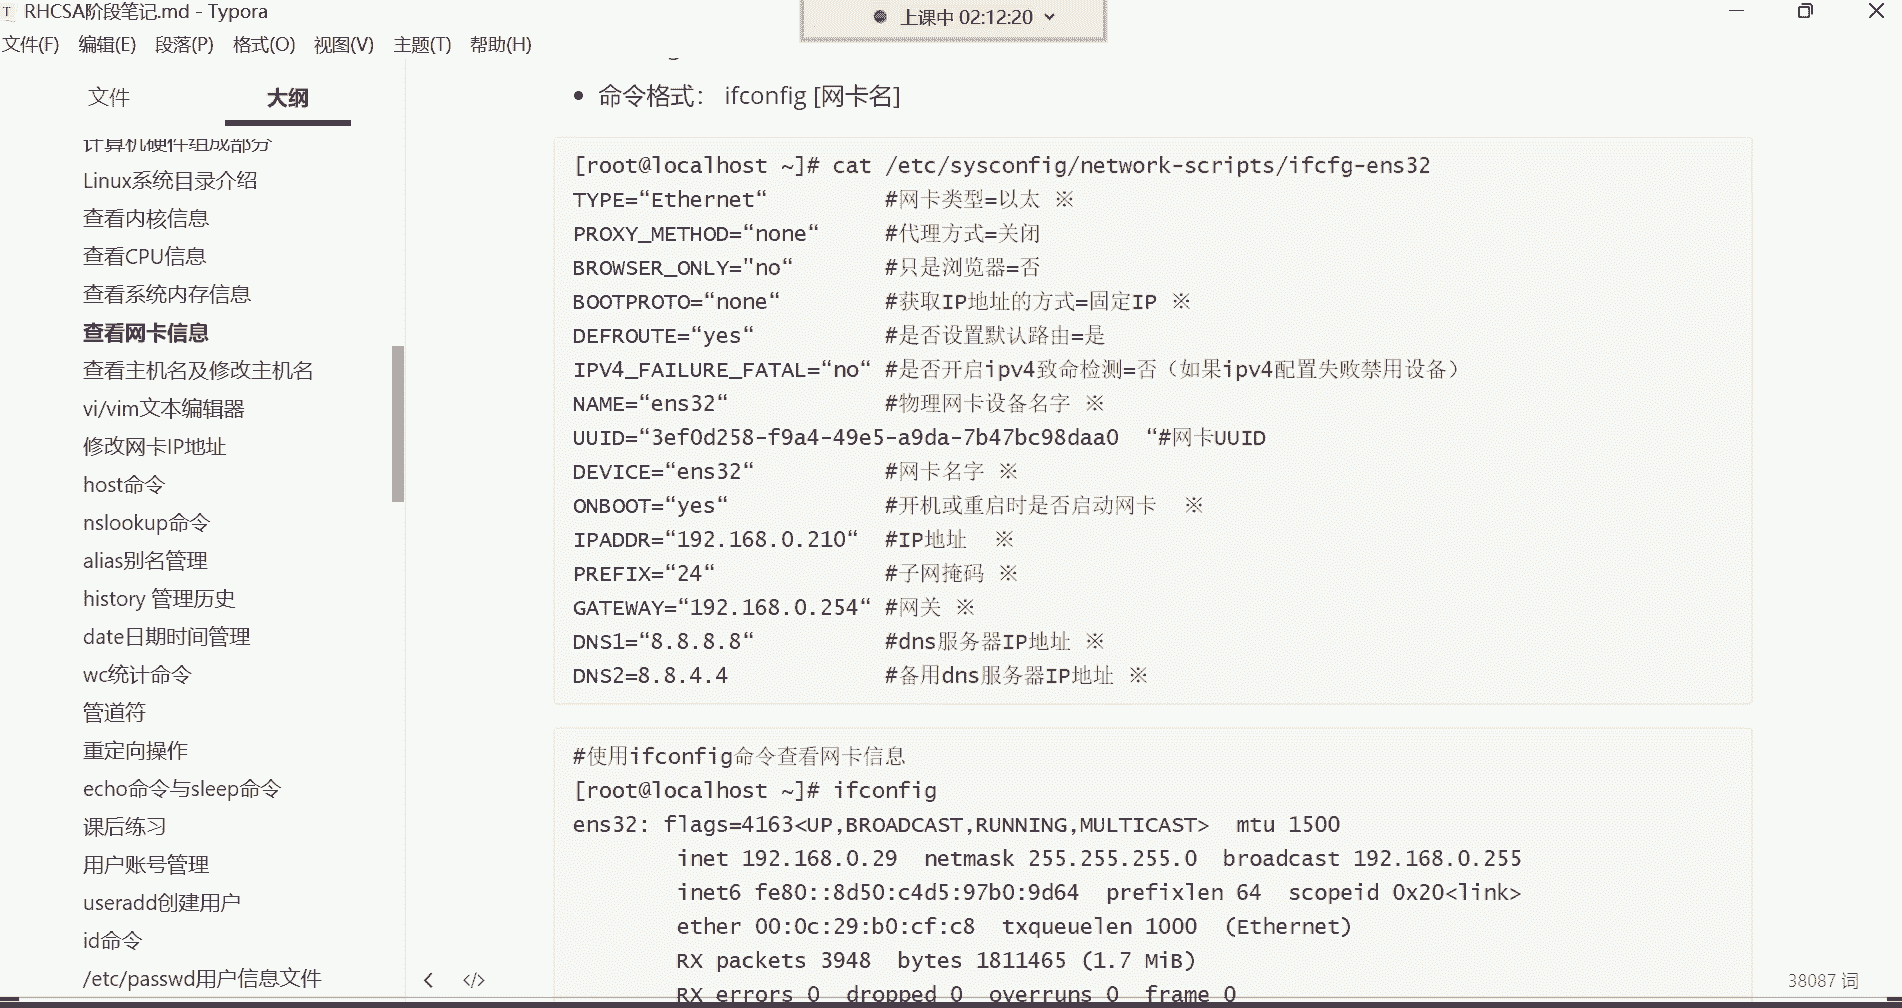 RHCSA阶段笔记.md - Typora
上课中 02:12:20
文件(F) 编辑(E) 段落(P) 格式(O) 视图(V) 主题(T) 帮助(H)
文件 大纲
计算机硬件组成部分
Linux系统目录介绍
查看内核信息
查看CPU信息
查看系统内存信息
查看网卡信息
查看主机名及修改主机名
vi/vim文本编辑器
修改网卡IP地址
host命令
nslookup命令
alias别名管理
history 管理历史
date日期时间管理
wc统计命令
管道符
重定向操作
echo命令与sleep命令
课后练习
用户账号管理
useradd创建用户
id命令
/etc/passwd用户信息文件
• 命令格式： ifconfig [网卡名]
[root@localhost ~]# cat /etc/sysconfig/network-scripts/ifcfg-ens32
TYPE=“Ethernet“ #网卡类型=以太 ※
PROXY_METHOD=“none“ #代理方式=关闭
BROWSER_ONLY="no“ #只是浏览器=否
BOOTPROTO=“none“ #获取IP地址的方式=固定IP ※
DEFROUTE=“yes“ #是否设置默认路由=是
IPV4_FAILURE_FATAL=“no“ #是否开启ipv4致命检测=否（如果ipv4配置失败禁用设备）
NAME=“ens32“ #物理网卡设备名字 ※
UUID=“3ef0d258-f9a4-49e5-a9da-7b47bc98daa0 “#网卡UUID
DEVICE=“ens32“ #网卡名字 ※
ONBOOT=“yes“ #开机或重启时是否启动网卡 ※
IPADDR=“192.168.0.210“ #IP地址 ※
PREFIX=“24“ #子网掩码 ※
GATEWAY=“192.168.0.254“ #网关 ※
DNS1=“8.8.8.8“ #dns服务器IP地址 ※
DNS2=8.8.4.4 #备用dns服务器IP地址 ※
#使用ifconfig命令查看网卡信息
[root@localhost ~]# ifconfig
ens32: flags=4163<UP,BROADCAST,RUNNING,MULTICAST> mtu 1500
inet 192.168.0.29 netmask 255.255.255.0 broadcast 192.168.0.255
inet6 fe80::8d50:c4d5:97b0:9d64 prefixlen 64 scopeid 0x20<link>
ether 00:0c:29:b0:cf:c8 txqueuelen 1000 (Ethernet)
RX packets 3948 bytes 1811465 (1.7 MiB)
RX errors 0 dropped 0 overruns 0 frame 0
38087 词